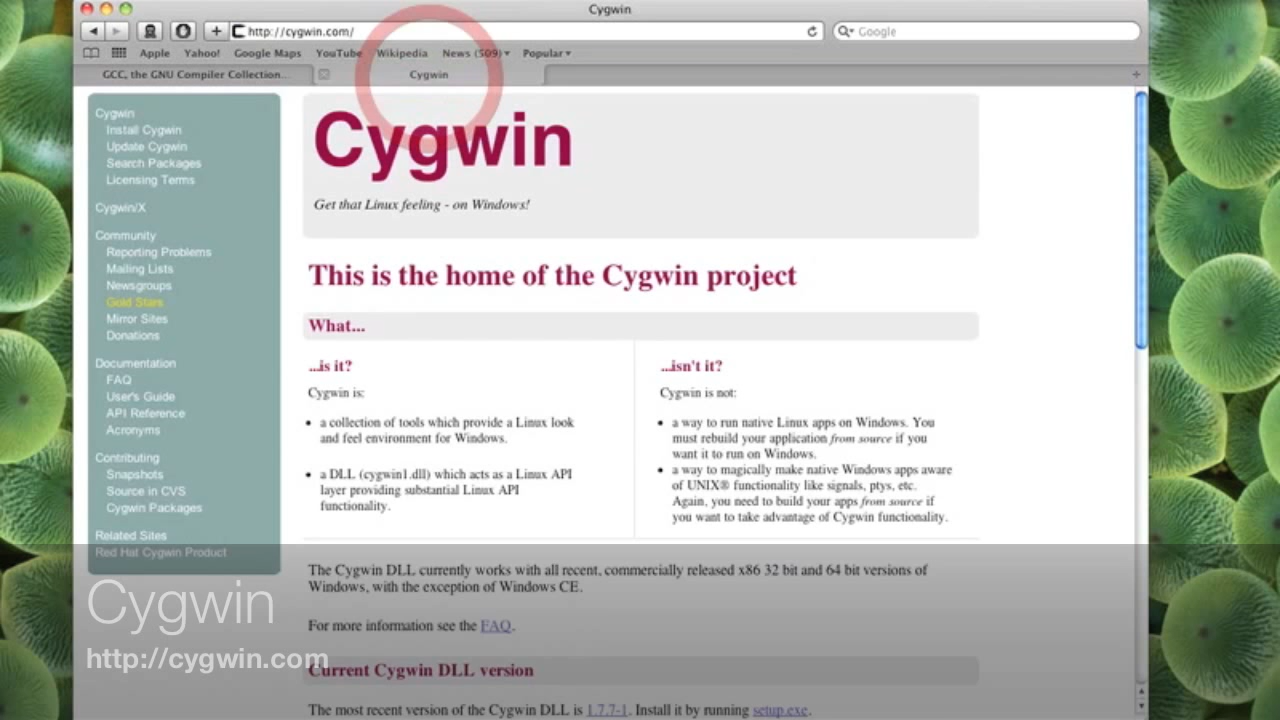 Cygwin
http://cygwin.com/
Google
Apple Yahoo! Google Maps YouTube Wikipedia News (509) Popular
GCC, the GNU Compiler Collection...
Cygwin
Cygwin
Install Cygwin
Update Cygwin
Search Packages
Licensing Terms
Cygwin/X
Community
Reporting Problems
Mailing Lists
Newsgroups
Gold Stars
Mirror Sites
Donations
Documentation
FAQ
User's Guide
API Reference
Acronyms
Contributing
Snapshots
Source in CVS
Cygwin Packages
Related Sites
Red Hat Cygwin Product
Cygwin
Get that Linux feeling - on Windows!
This is the home of the Cygwin project
What...
...is it?
Cygwin is:
• a collection of tools which provide a Linux look
and feel environment for Windows.
• a DLL (cygwin1.dll) which acts as a Linux API
layer providing substantial Linux API
functionality.
...isn't it?
Cygwin is not:
• a way to run native Linux apps on Windows. You
must rebuild your application from source if you
want it to run on Windows.
• a way to magically make native Windows apps aware
of UNIX® functionality like signals, ptys, etc.
Again, you need to build your apps from source if
you want to take advantage of Cygwin functionality.
The Cygwin DLL currently works with all recent, commercially released x86 32 bit and 64 bit versions of
Windows, with the exception of Windows CE.
For more information see the FAQ.
Current Cygwin DLL version
The most recent version of the Cygwin DLL is 1.7.7-1. Install it by running setup.exe.
Cygwin
http://cygwin.com